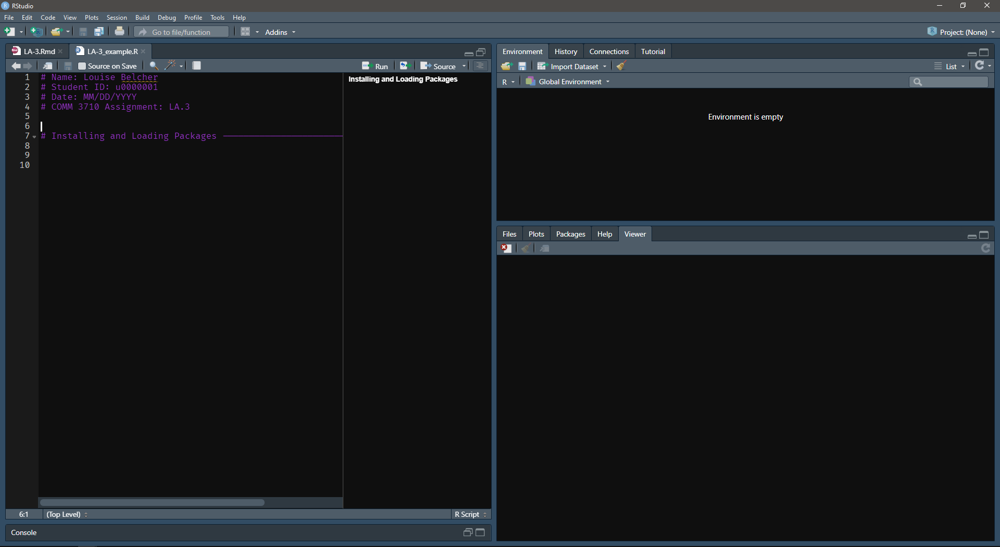 RStudio
File Edit Code View Plots Session Build Debug Profile Tools Help
Go to file/function Addins Project: (None)
LA-3.Rmd LA-3_example.R
Source on Save Run Source
1 # Name: Louise Belcher
2 # Student ID: u0000001
3 # Date: MM/DD/YYYY
4 # COMM 3710 Assignment: LA.3
5
6
7 # Installing and Loading Packages
8
9
10
Installing and Loading Packages
6:1 (Top Level) R Script
Console
Environment History Connections Tutorial
Import Dataset List
R Global Environment
Environment is empty
Files Plots Packages Help Viewer